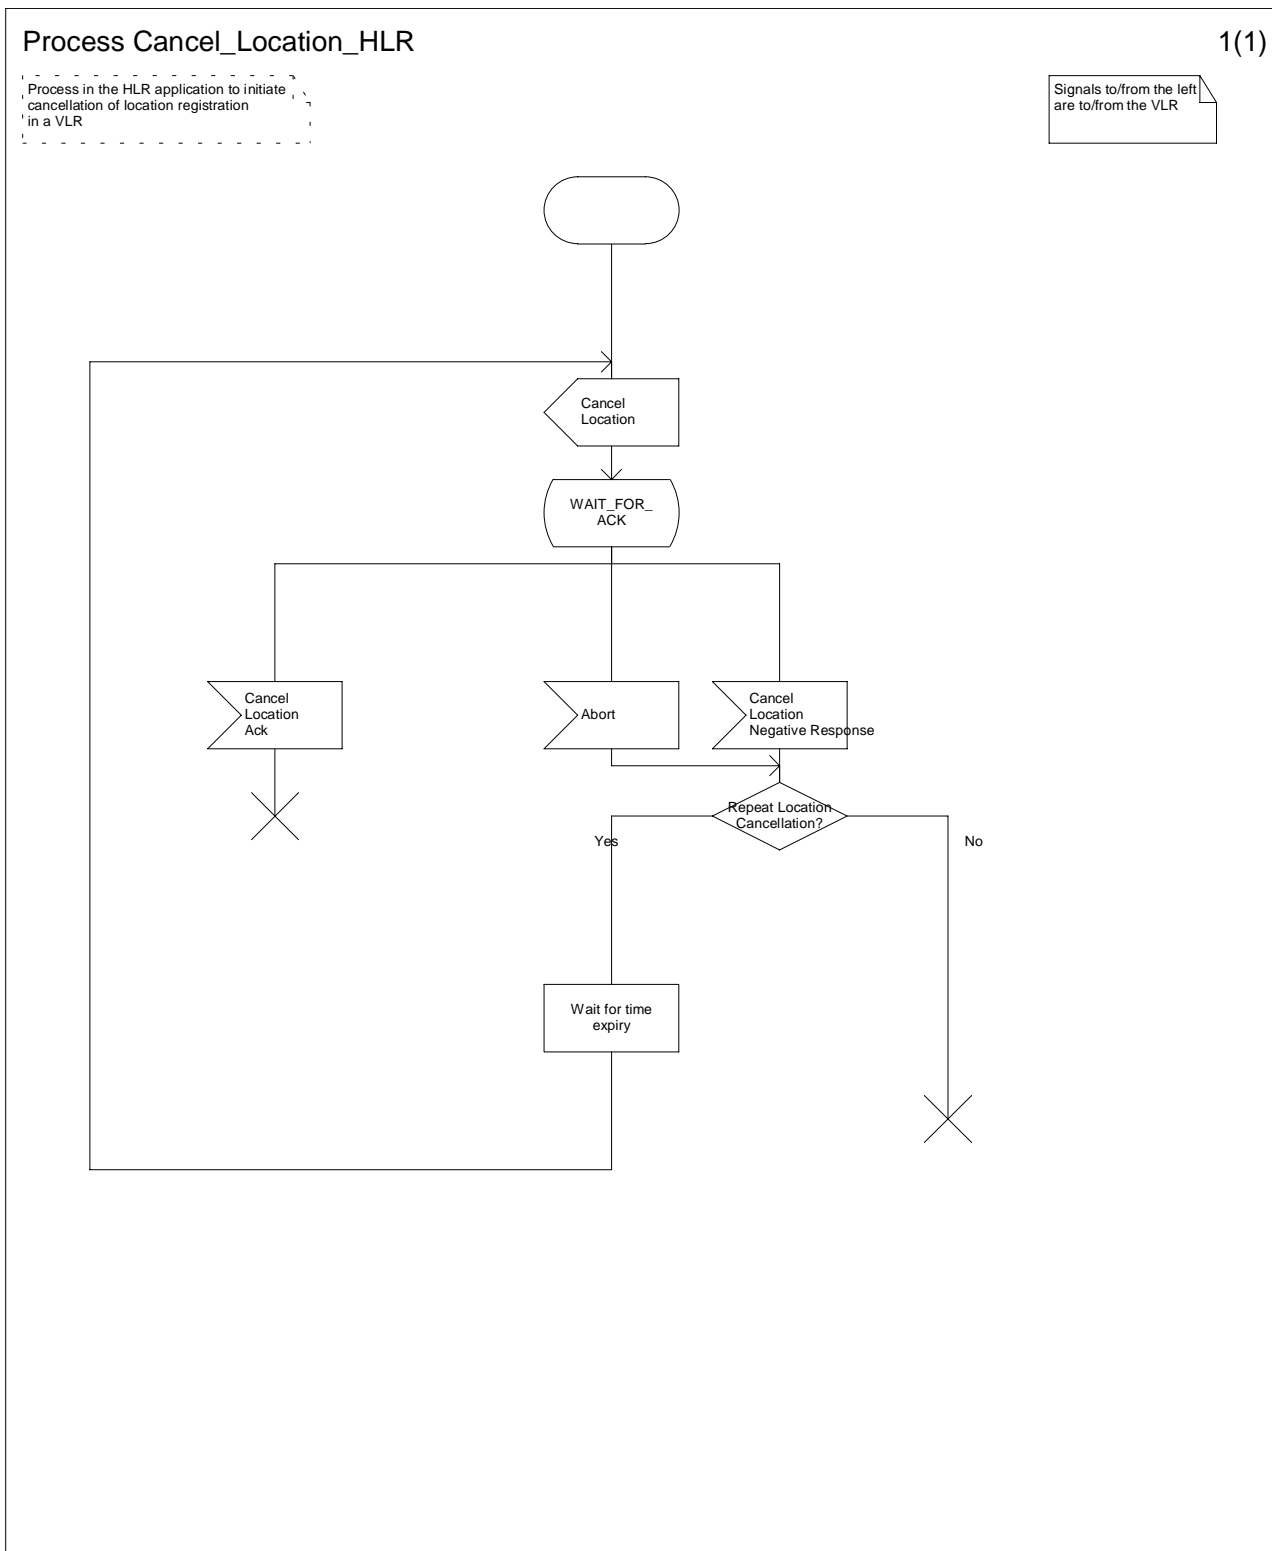 Process Cancel_Location_HLR
1(1)
Process in the HLR application to initiate
cancellation of location registration
in a VLR
Signals to/from the left
are to/from the VLR
Cancel
Location
WAIT_FOR_
ACK
Cancel
Location
Ack
Abort
Cancel
Location
Negative Response
Repeat Location
Cancellation?
Yes
No
Wait for time
expiry